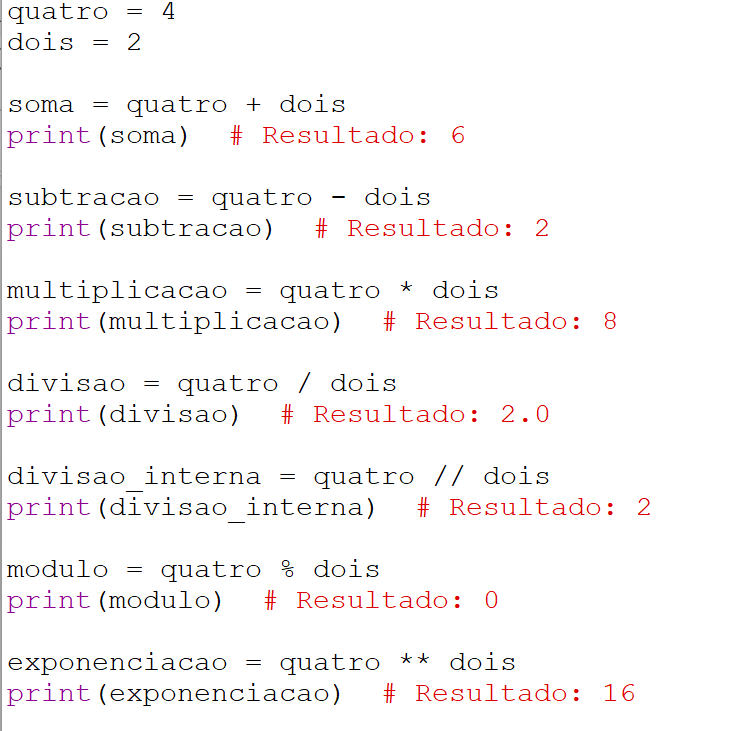 quatro = 4
dois = 2
soma = quatro + dois
print(soma)  # Resultado: 6
subtracao = quatro - dois
print(subtracao)  # Resultado: 2
multiplicacao = quatro * dois
print(multiplicacao)  # Resultado: 8
divisao = quatro / dois
print(divisao)  # Resultado: 2.0
divisao_interna = quatro // dois
print(divisao_interna)  # Resultado: 2
modulo = quatro % dois
print(modulo)  # Resultado: 0
exponenciacao = quatro ** dois
print(exponenciacao)  # Resultado: 16